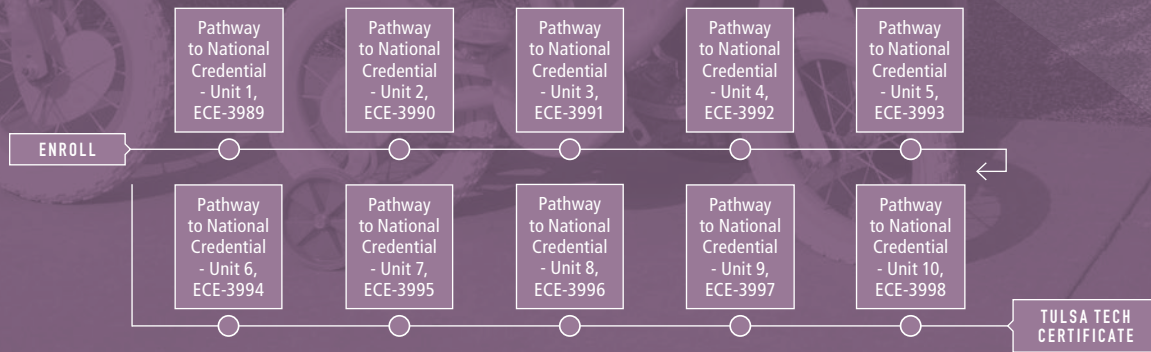 Pathway
to National
Credential
- Unit 1,
ECE-3989
Pathway
to National
Credential
- Unit 2,
ECE-3990
Pathway
to National
Credential
- Unit 3,
ECE-3991
Pathway
to National
Credential
- Unit 4,
ECE-3992
Pathway
to National
Credential
- Unit 5,
ECE-3993
ENROLL
Pathway
to National
Credential
- Unit 6,
ECE-3994
Pathway
to National
Credential
- Unit 7,
ECE-3995
Pathway
to National
Credential
- Unit 8,
ECE-3996
Pathway
to National
Credential
- Unit 9,
ECE-3997
Pathway
to National
Credential
- Unit 10,
ECE-3998
TULSA TECH
CERTIFICATE